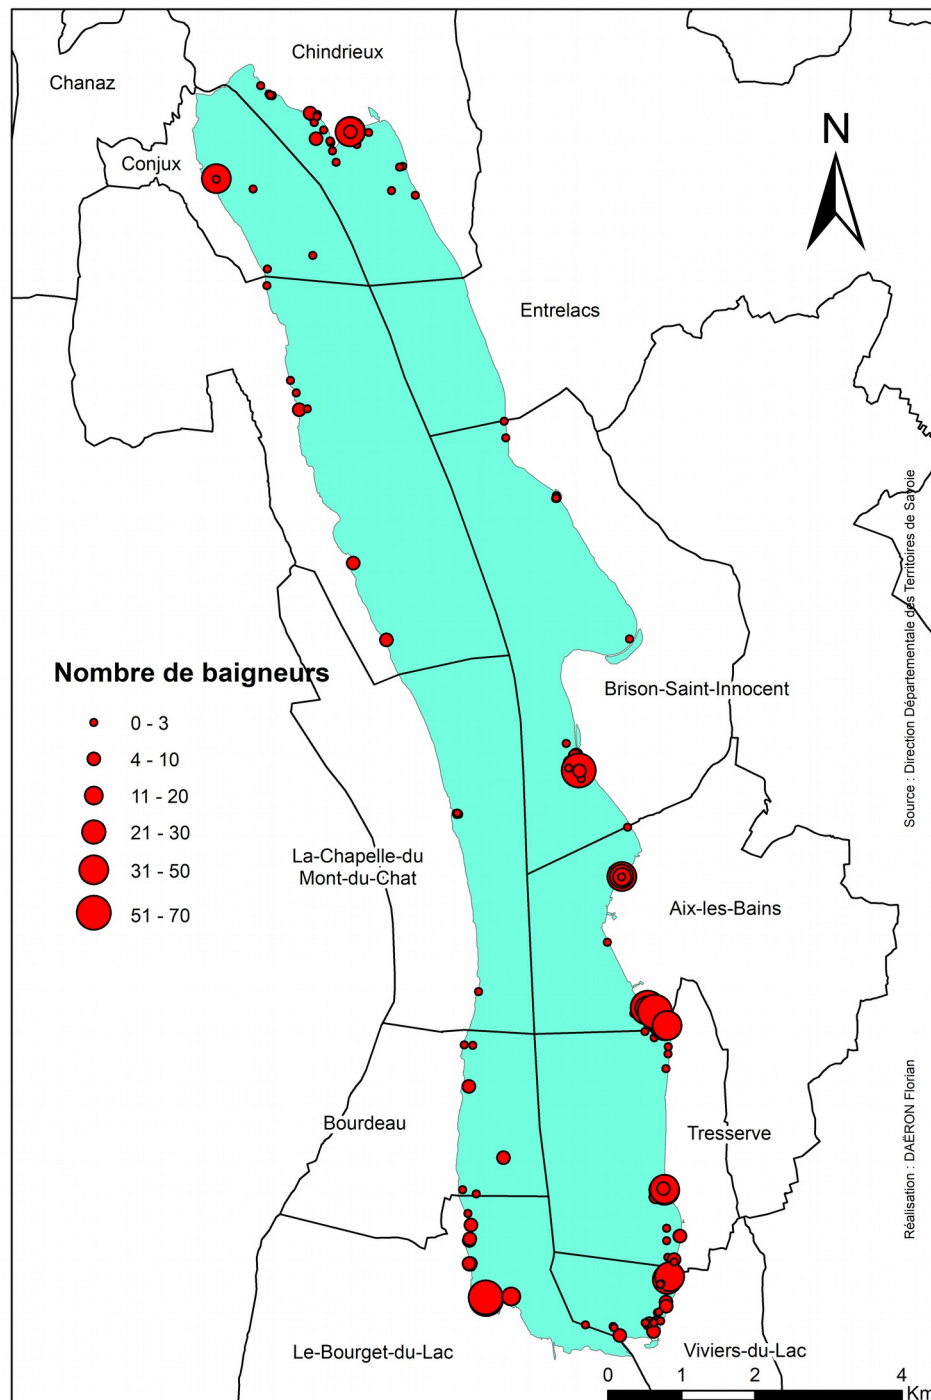 Chindrieux
Chanaz
N
Conjux
Entrelacs
Source : Direction Départementale des Territoires de Savoie
Nombre de baigneurs
0 - 3
4 - 10
11 - 20
21 - 30
31 - 50
51 - 70
Brison-Saint-Innocent
La-Chapelle-du
Mont-du-Chat
Aix-les-Bains
Réalisation : DAËRON Florian
Bourdeau
Tresserve
Le-Bourget-du-Lac
Viviers-du-Lac
0 1 2 4
Km